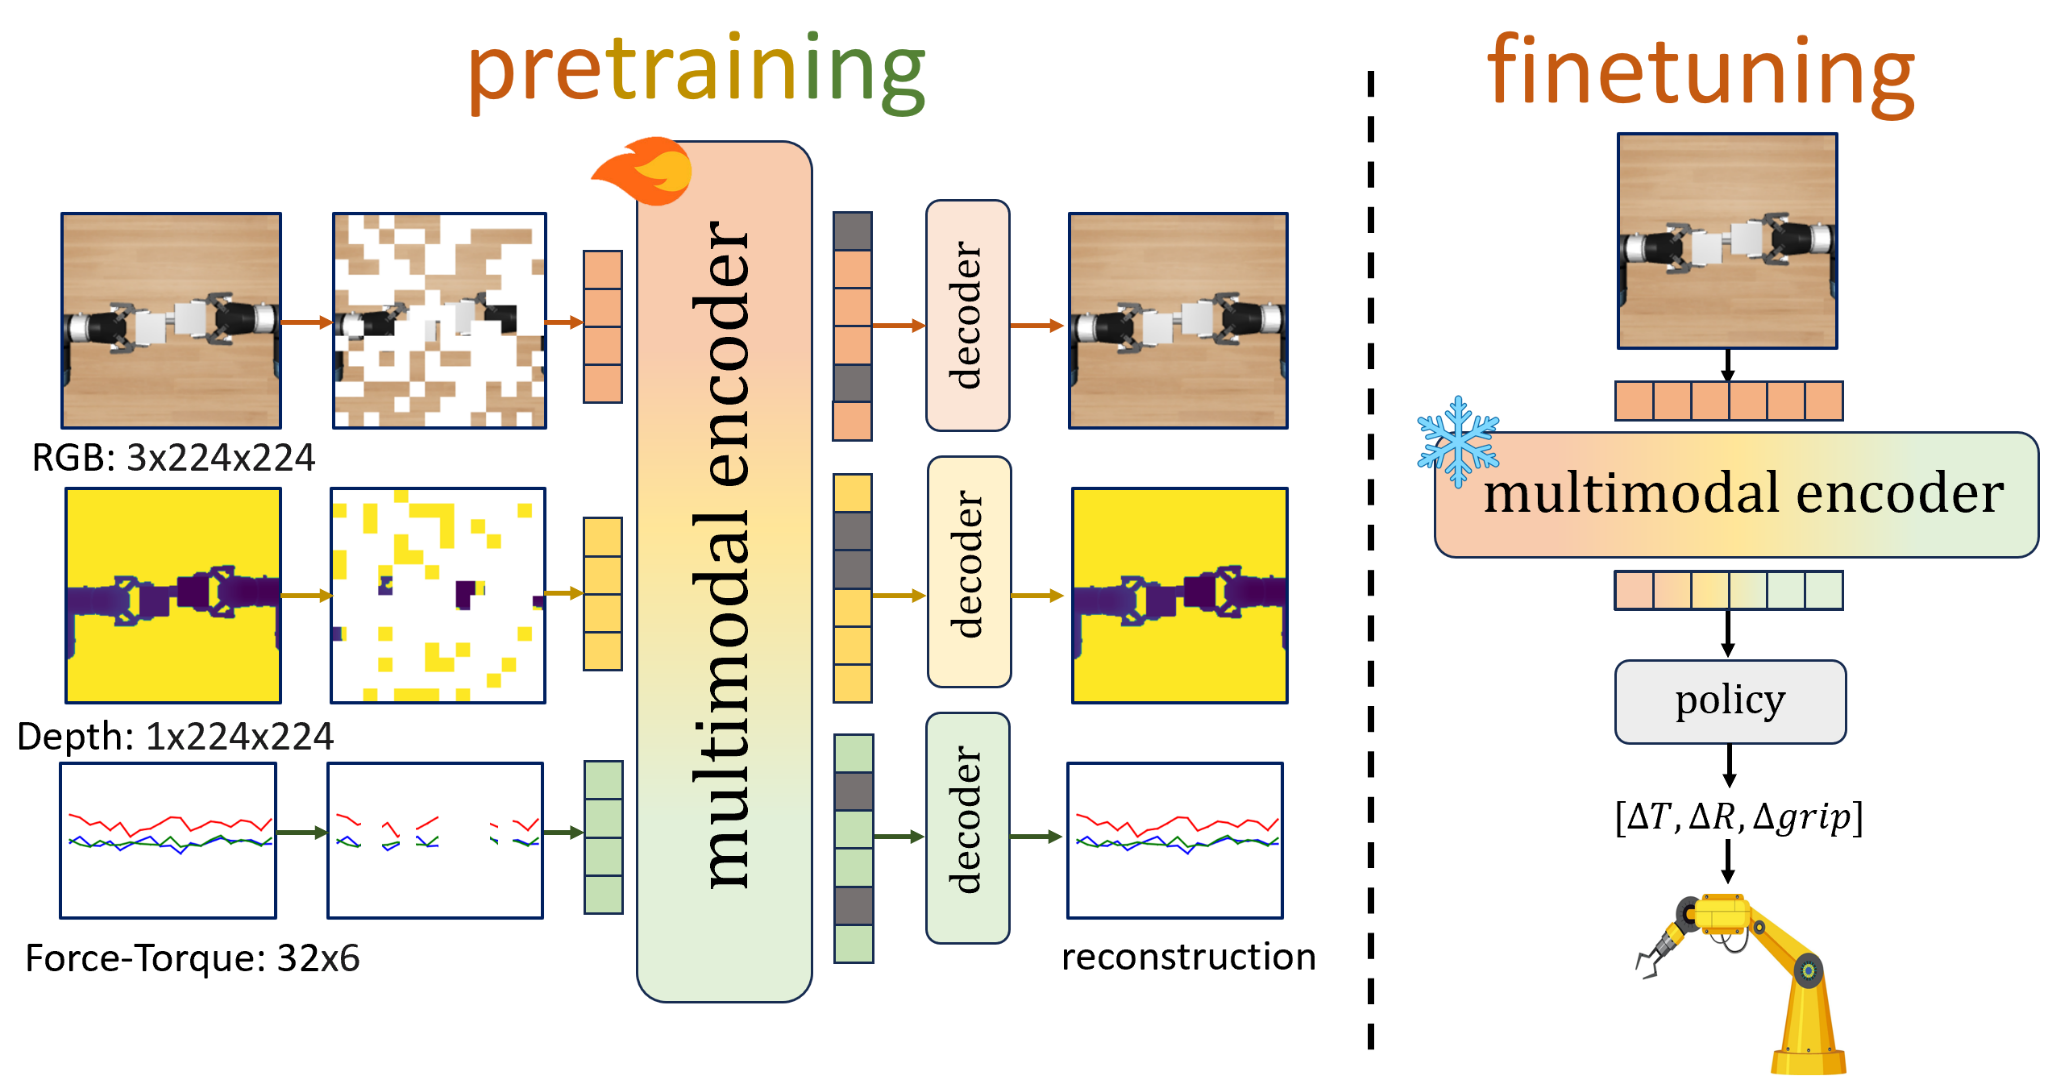 pretraining
finetuning
RGB: 3x224x224
Depth: 1x224x224
Force-Torque: 32x6
multimodal encoder
decoder
decoder
decoder
reconstruction
multimodal encoder
policy
[ΔT, ΔR, Δgrip]